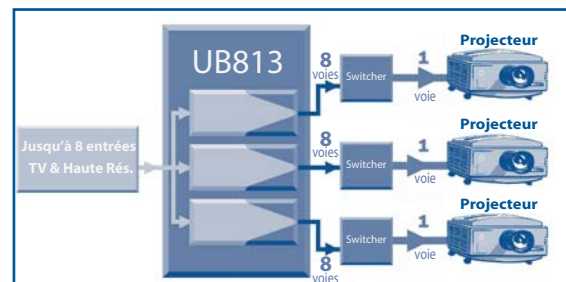 UB813
Jusqu'à 8 entrées
TV & Haute Rés.
8
voies
Switcher
1
voie
Projecteur
8
voies
Switcher
1
voie
Projecteur
8
voies
Switcher
1
voie
Projecteur